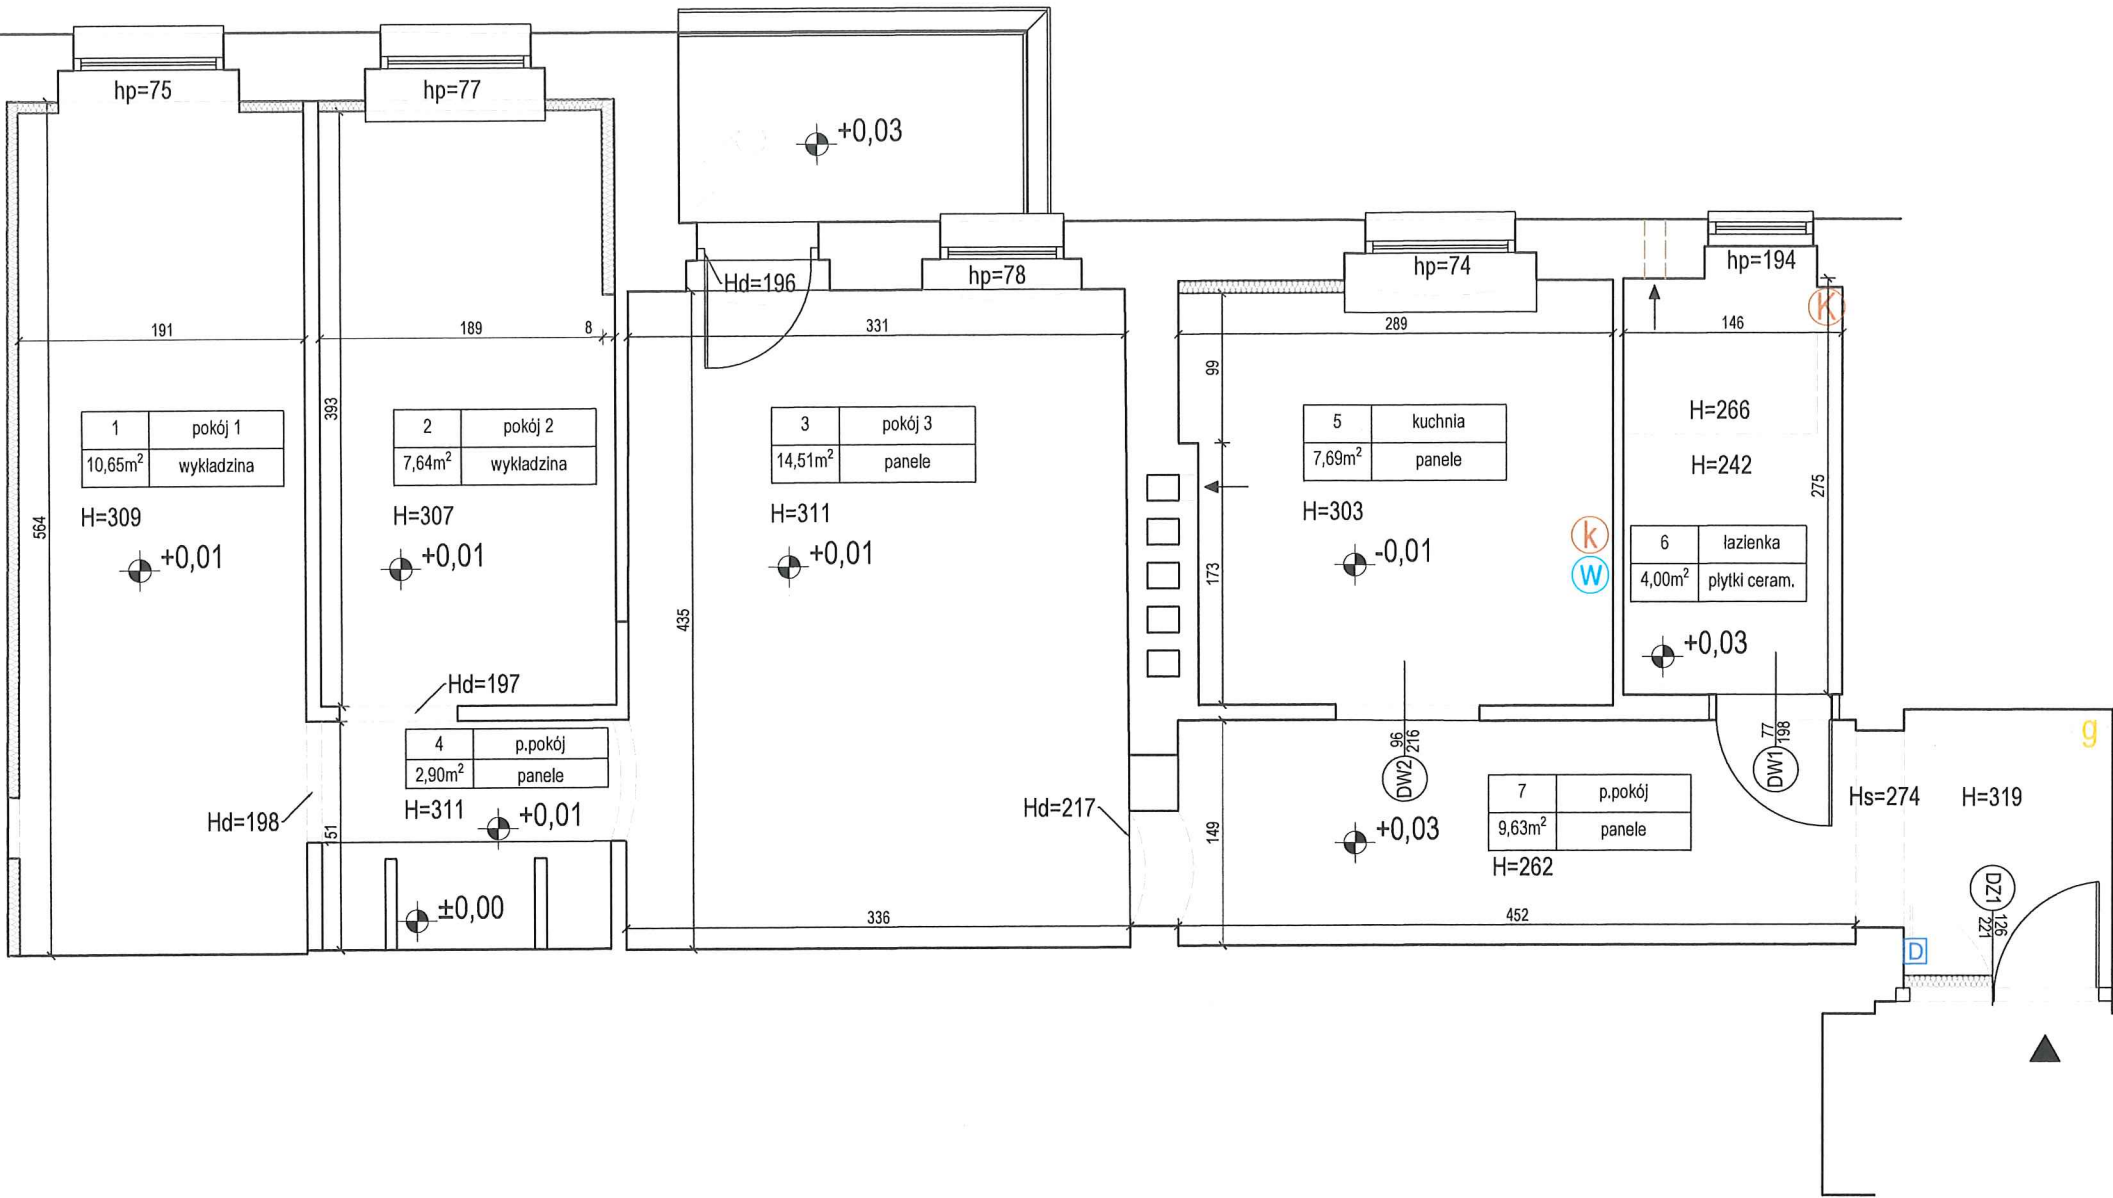 hp=75
hp=77
+0,03
Hd=196
hp=78
hp=74
hp=194
K
191
189
8
331
289
146
99
393
1 pokój 1
10,65m² wykładzina
H=309
+0,01
2 pokój 2
7,64m² wykładzina
H=307
+0,01
3 pokój 3
14,51m² panele
H=311
+0,01
5 kuchnia
7,69m² panele
H=303
-0,01
H=266
H=242
275
k
W
6 łazienka
4,00m² płytki ceram.
+0,03
564
435
173
Hd=197
4 p.pokój
2,90m² panele
H=311
+0,01
Hd=198
151
±0,00
Hd=217
149
96
216
DW2
77
198
DW1
7 p.pokój
9,63m² panele
H=262
+0,03
Hs=274
H=319
g
336
452
DZ1
126
221
D